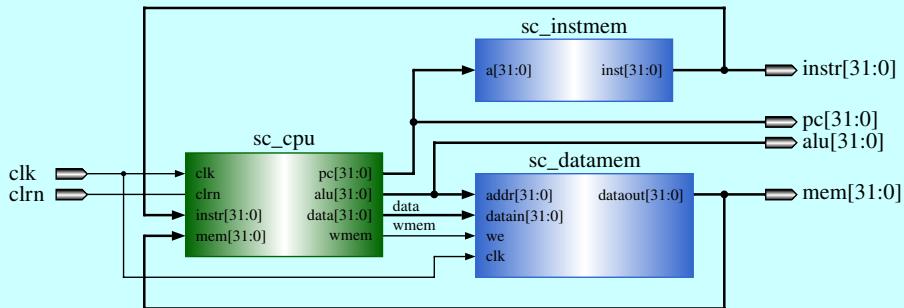 sc_instmem
a[31:0] inst[31:0]
instr[31:0]
pc[31:0]
alu[31:0]
sc_cpu
clk
clrn
clk pc[31:0]
clrn alu[31:0]
instr[31:0] data[31:0]
mem[31:0] wmem
data
wmem
sc_datamem
addr[31:0] dataout[31:0]
datain[31:0]
we
clk
mem[31:0]